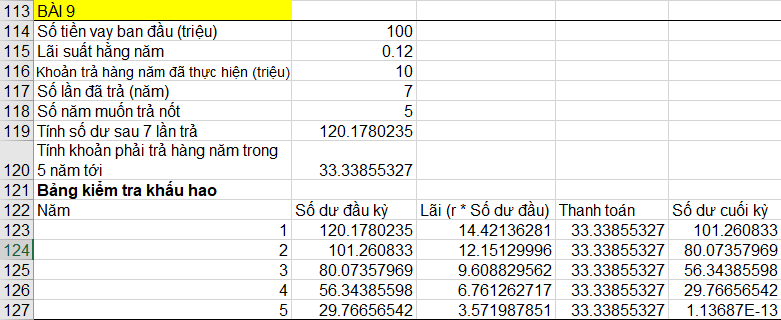 113 BÀI 9
114 Số tiền vay ban đầu (triệu) 100
115 Lãi suất hằng năm 0.12
116 Khoản trả hàng năm đã thực hiện (triệu) 10
117 Số lần đã trả (năm) 7
118 Số năm muốn trả nốt 5
119 Tính số dư sau 7 lần trả 120.1780235
Tính khoản phải trả hàng năm trong
120 5 năm tới 33.33855327
121 Bảng kiểm tra khấu hao
122 Năm Số dư đầu kỳ Lãi (r * Số dư đầu) Thanh toán Số dư cuối kỳ
123 1 120.1780235 14.42136281 33.33855327 101.260833
124 2 101.260833 12.15129996 33.33855327 80.07357969
125 3 80.07357969 9.608829562 33.33855327 56.34385598
126 4 56.34385598 6.761262717 33.33855327 29.76656542
127 5 29.76656542 3.571987851 33.33855327 1.13687E-13